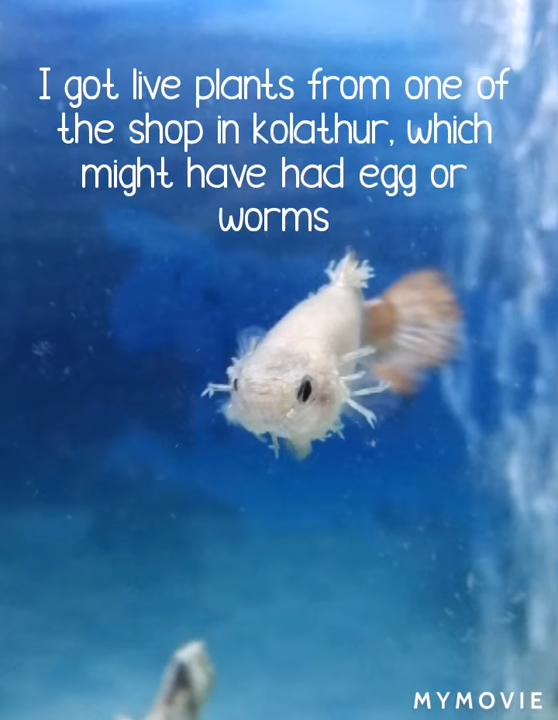 I got live plants from one of
the shop in kolathur, which
might have had egg or
worms
MYMOVIE